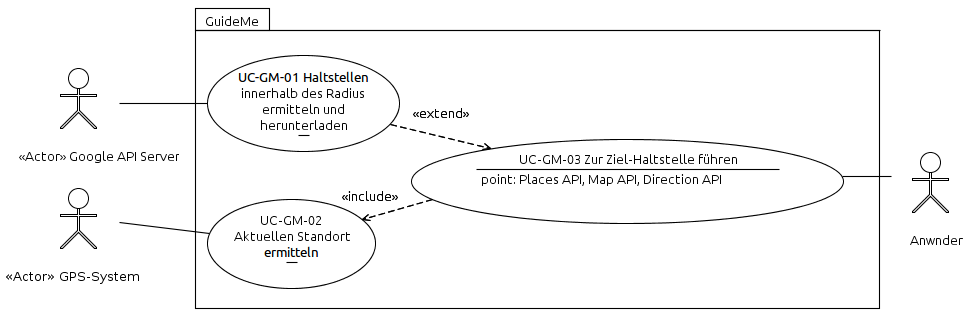 GuideMe
UC-GM-01 Haltstellen
innerhalb des Radius
ermitteln und
herunterladen
«extend»
«Actor» Google API Server
UC-GM-03 Zur Ziel-Haltstelle führen
point: Places API, Map API, Direction API
«include»
UC-GM-02
Aktuellen Standort
ermitteln
Anwnder
«Actor» GPS-System